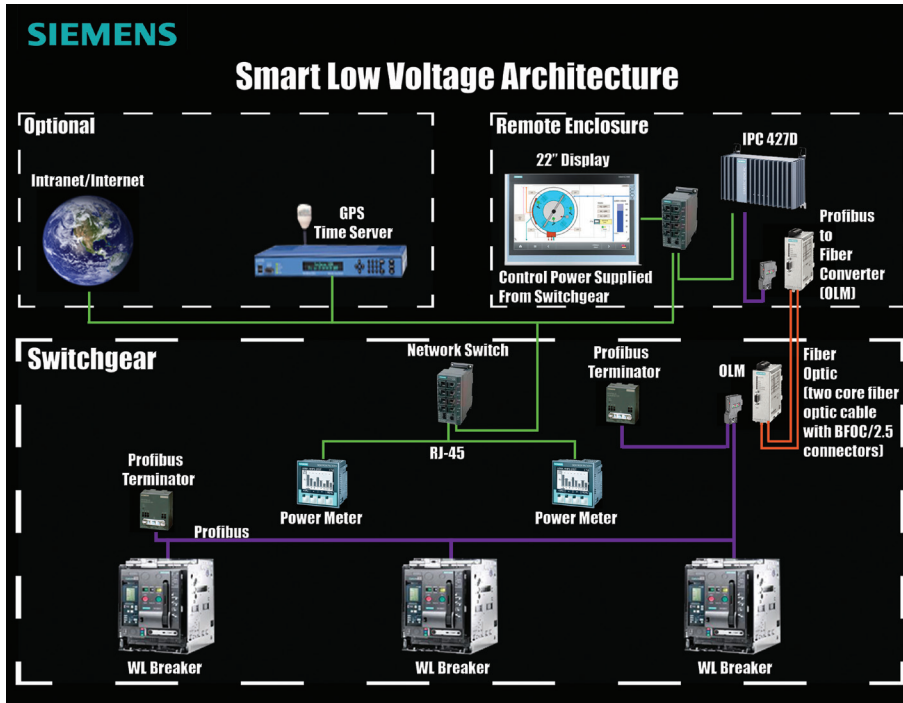 SIEMENS
Smart Low Voltage Architecture
Optional
Intranet/Internet
GPS
Time Server
Remote Enclosure
22” Display
IPC 427D
Control Power Supplied
From Switchgear
Profibus
to
Fiber
Converter
(OLM)
Switchgear
Network Switch
RJ-45
Profibus
Terminator
OLM
Fiber
Optic
(two core fiber
optic cable
with BFOC/2.5
connectors)
Profibus
Terminator
Power Meter
Power Meter
Profibus
WL Breaker
WL Breaker
WL Breaker